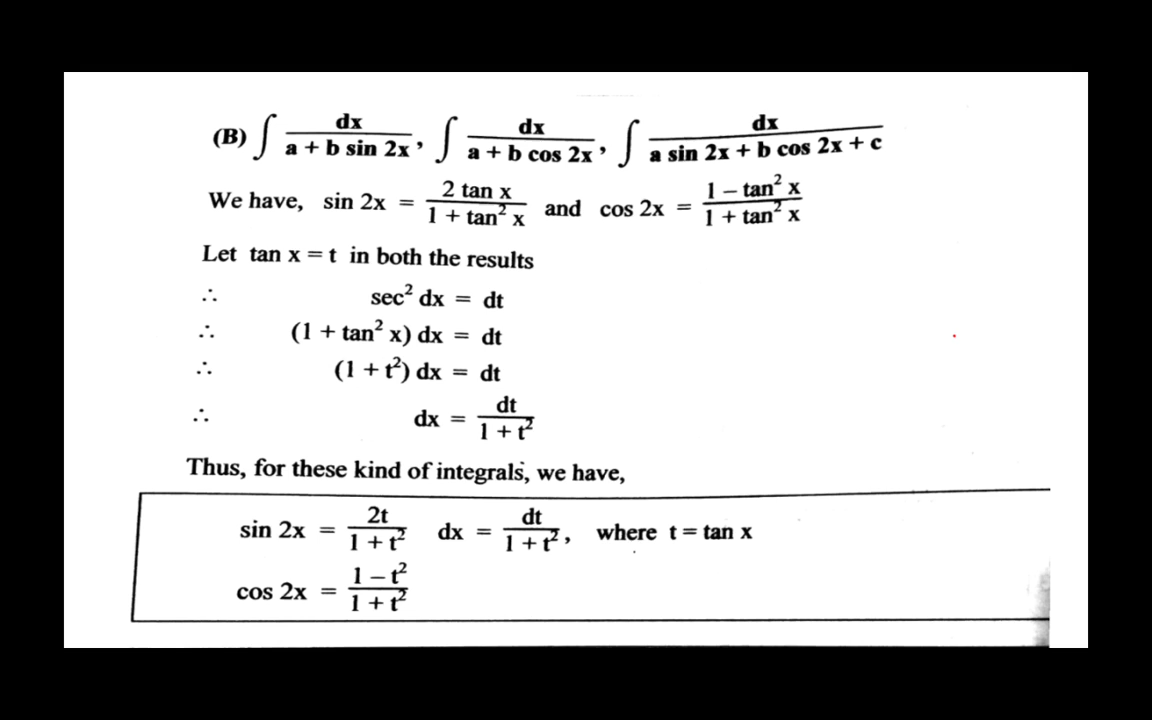 (B) ∫ dx / (a + b sin 2x) , ∫ dx / (a + b cos 2x) , ∫ dx / (a sin 2x + b cos 2x + c)
We have, sin 2x = (2 tan x) / (1 + tan² x) and cos 2x = (1 – tan² x) / (1 + tan² x)
Let tan x = t in both the results
∴ sec² dx = dt
∴ (1 + tan² x) dx = dt
∴ (1 + t²) dx = dt
∴ dx = dt / (1 + t²)
Thus, for these kind of integrals, we have,
sin 2x = 2t / (1 + t²) dx = dt / (1 + t²) , where t = tan x
cos 2x = (1 – t²) / (1 + t²)